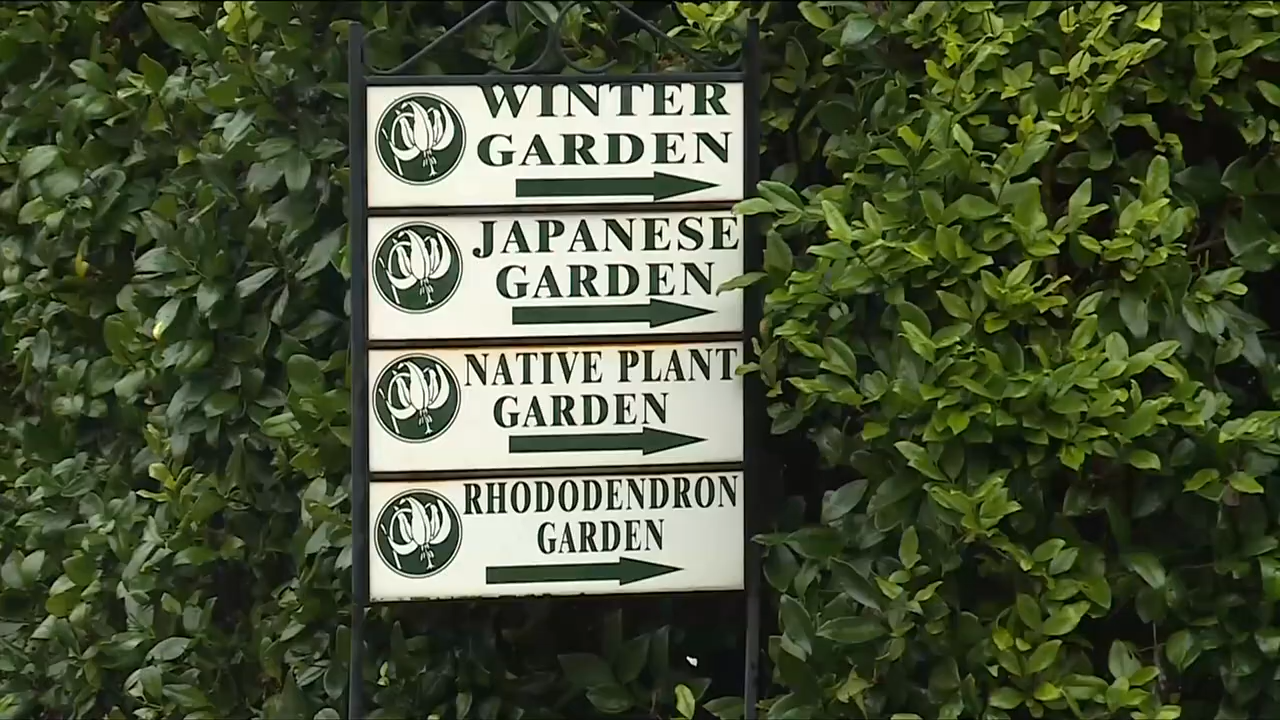 WINTER
GARDEN
JAPANESE
GARDEN
NATIVE PLANT
GARDEN
RHODODENDRON
GARDEN